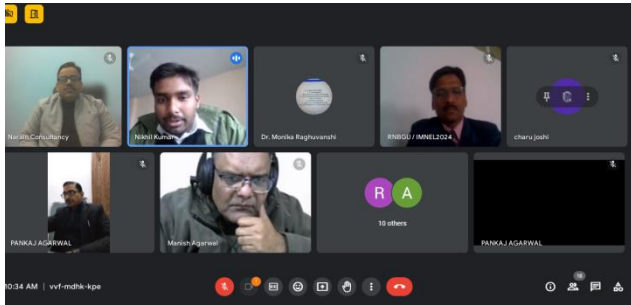 Narain Consultancy
Nikhil Kumar
Dr. Monika Raghuvanshi
RNBGU/ IMNEL2024
charu joshi
PANKAJ AGARWAL
Manish Agarwal
R A
10 others
PANKAJ AGARWAL
10:34 AM | vvf-mdhk-kpe
18